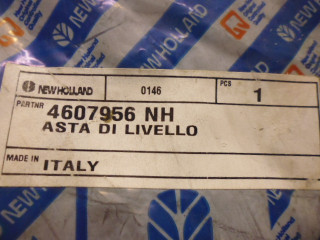 NEW HOLLAND 0146 PCS 1
PARTNR 4607956 NH
ASTA DI LIVELLO
MADE IN ITALY